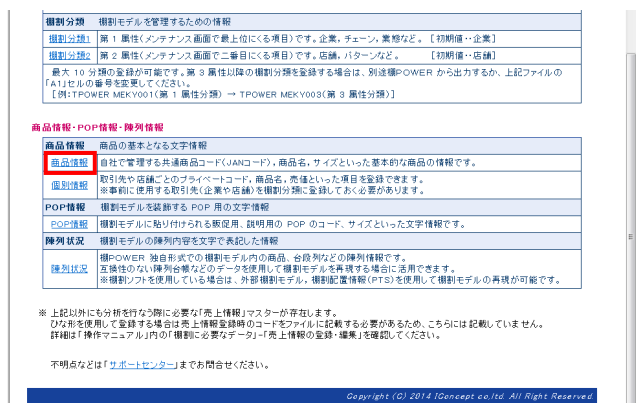 棚割分類 棚割モデルを管理するための情報
棚割分類1 第 1 属性(メンテナンス画面で最上位にくる項目)です。企業, チェーン, 業態など。 [初期値‥企業]
棚割分類2 第 2 属性(メンテナンス画面で二番目にくる項目)です。店舗, パターンなど。 [初期値‥店舗]
最大 10 分類の登録が可能です。第 3 属性以降の棚割分類を登録する場合は、別途棚POWER から出力するか、上記ファイルの
「A1」セルの番号を変更してください。
[例:TPOWER MEKY001(第 1 属性分類) → TPOWER MEKY003(第 3 属性分類)]
商品情報・POP情報・陳列情報
商品情報 商品の基本となる文字情報
商品情報 自社で管理する共通商品コード(JANコード), 商品名, サイズといった基本的な商品の情報です。
個別情報 取引先や店舗ごとのプライベートコード, 商品名, 売価といった項目を登録できます。
※事前に使用する取引先(企業や店舗)を棚割分類に登録しておく必要があります。
POP情報 棚割モデルを装飾する POP 用の文字情報
POP情報 棚割モデルに貼り付けられる販促用、説明用の POP のコード、サイズといった文字情報です。
陳列状況 棚割モデルの陳列内容を文字で表記した情報
陳列状況 棚POWER 独自形式での棚割モデル内の商品、台段列などの陳列情報です。
互換性のない陳列台帳などのデータを使用して棚割モデルを再現する場合に活用できます。
※棚割ソフトを使用している場合は、外部棚割モデル, 棚割配置情報(PTS)を使用して棚割モデルの再現が可能です。
※ 上記以外にも分析を行なう際に必要な「売上情報」マスターが存在します。
ひな形を使用して登録する場合は売上情報登録時のコードをファイルに記載する必要があるため、こちらには記載していません。
詳細は「操作マニュアル」内の「棚割に必要なデータ」-「売上情報の登録・編集」を確認してください。
不明点などは「サポートセンター」までお問合せください。
Copyright (C) 2014 IConcept co,ltd. All Right Reserved.